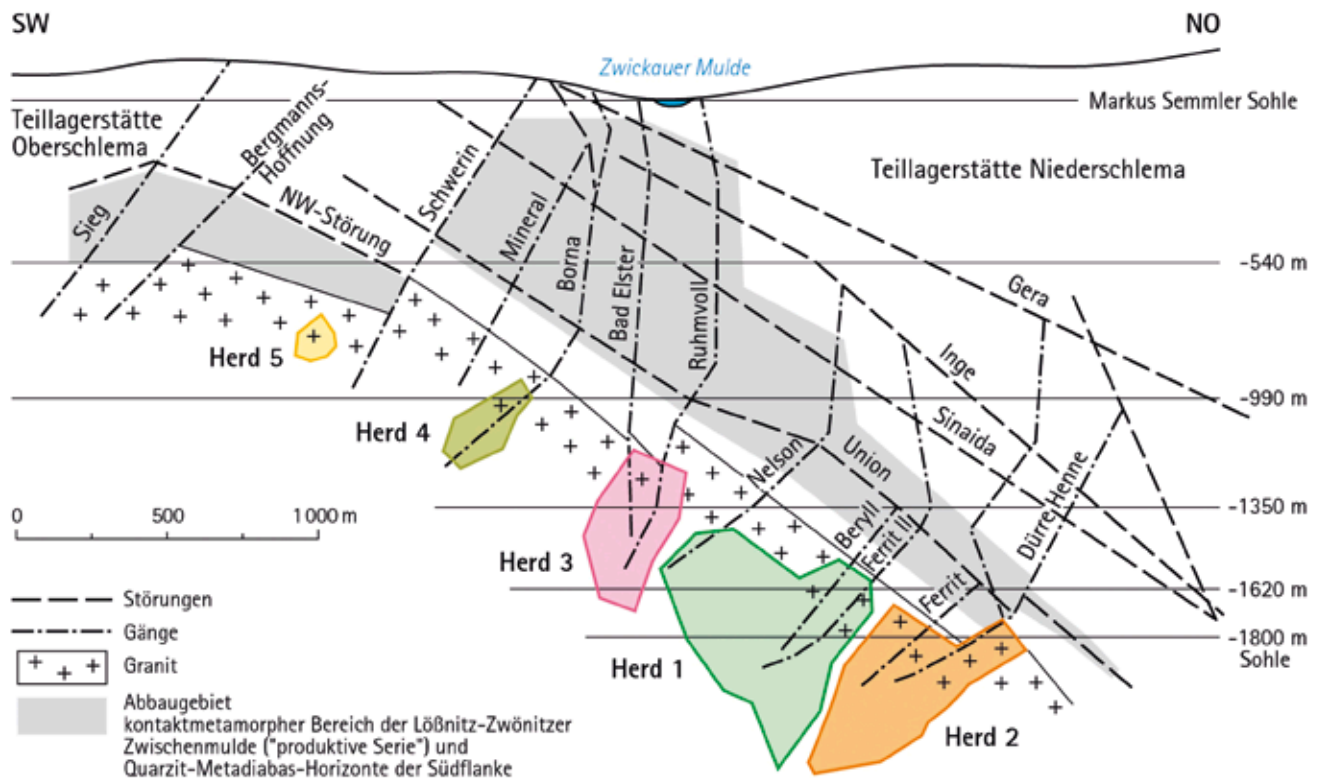 SW
NO
Zwickauer Mulde
Markus Semmler Sohle
Teillagerstätte
Oberschlema
Bergmanns-
Hoffnung
Teillagerstätte Niederschlema
Sieg
NW-Störung
Schwerin
Mineral
Borna
Bad Elster
Ruhmvoll
-540 m
Gera
Herd 5
Inge
-990 m
Sinaida
Herd 4
Nelson
Union
0 500 1000 m
-1350 m
Beryll
Ferrit II
Dürre Henne
Herd 3
-1620 m
Ferrit
Störungen
Gänge
-1800 m
Sohle
Granit
Herd 1
Abbaugebiet
kontaktmetamorpher Bereich der Lößnitz-Zwönitzer
Zwischenmulde ("produktive Serie") und
Quarzit-Metadiabas-Horizonte der Südflanke
Herd 2